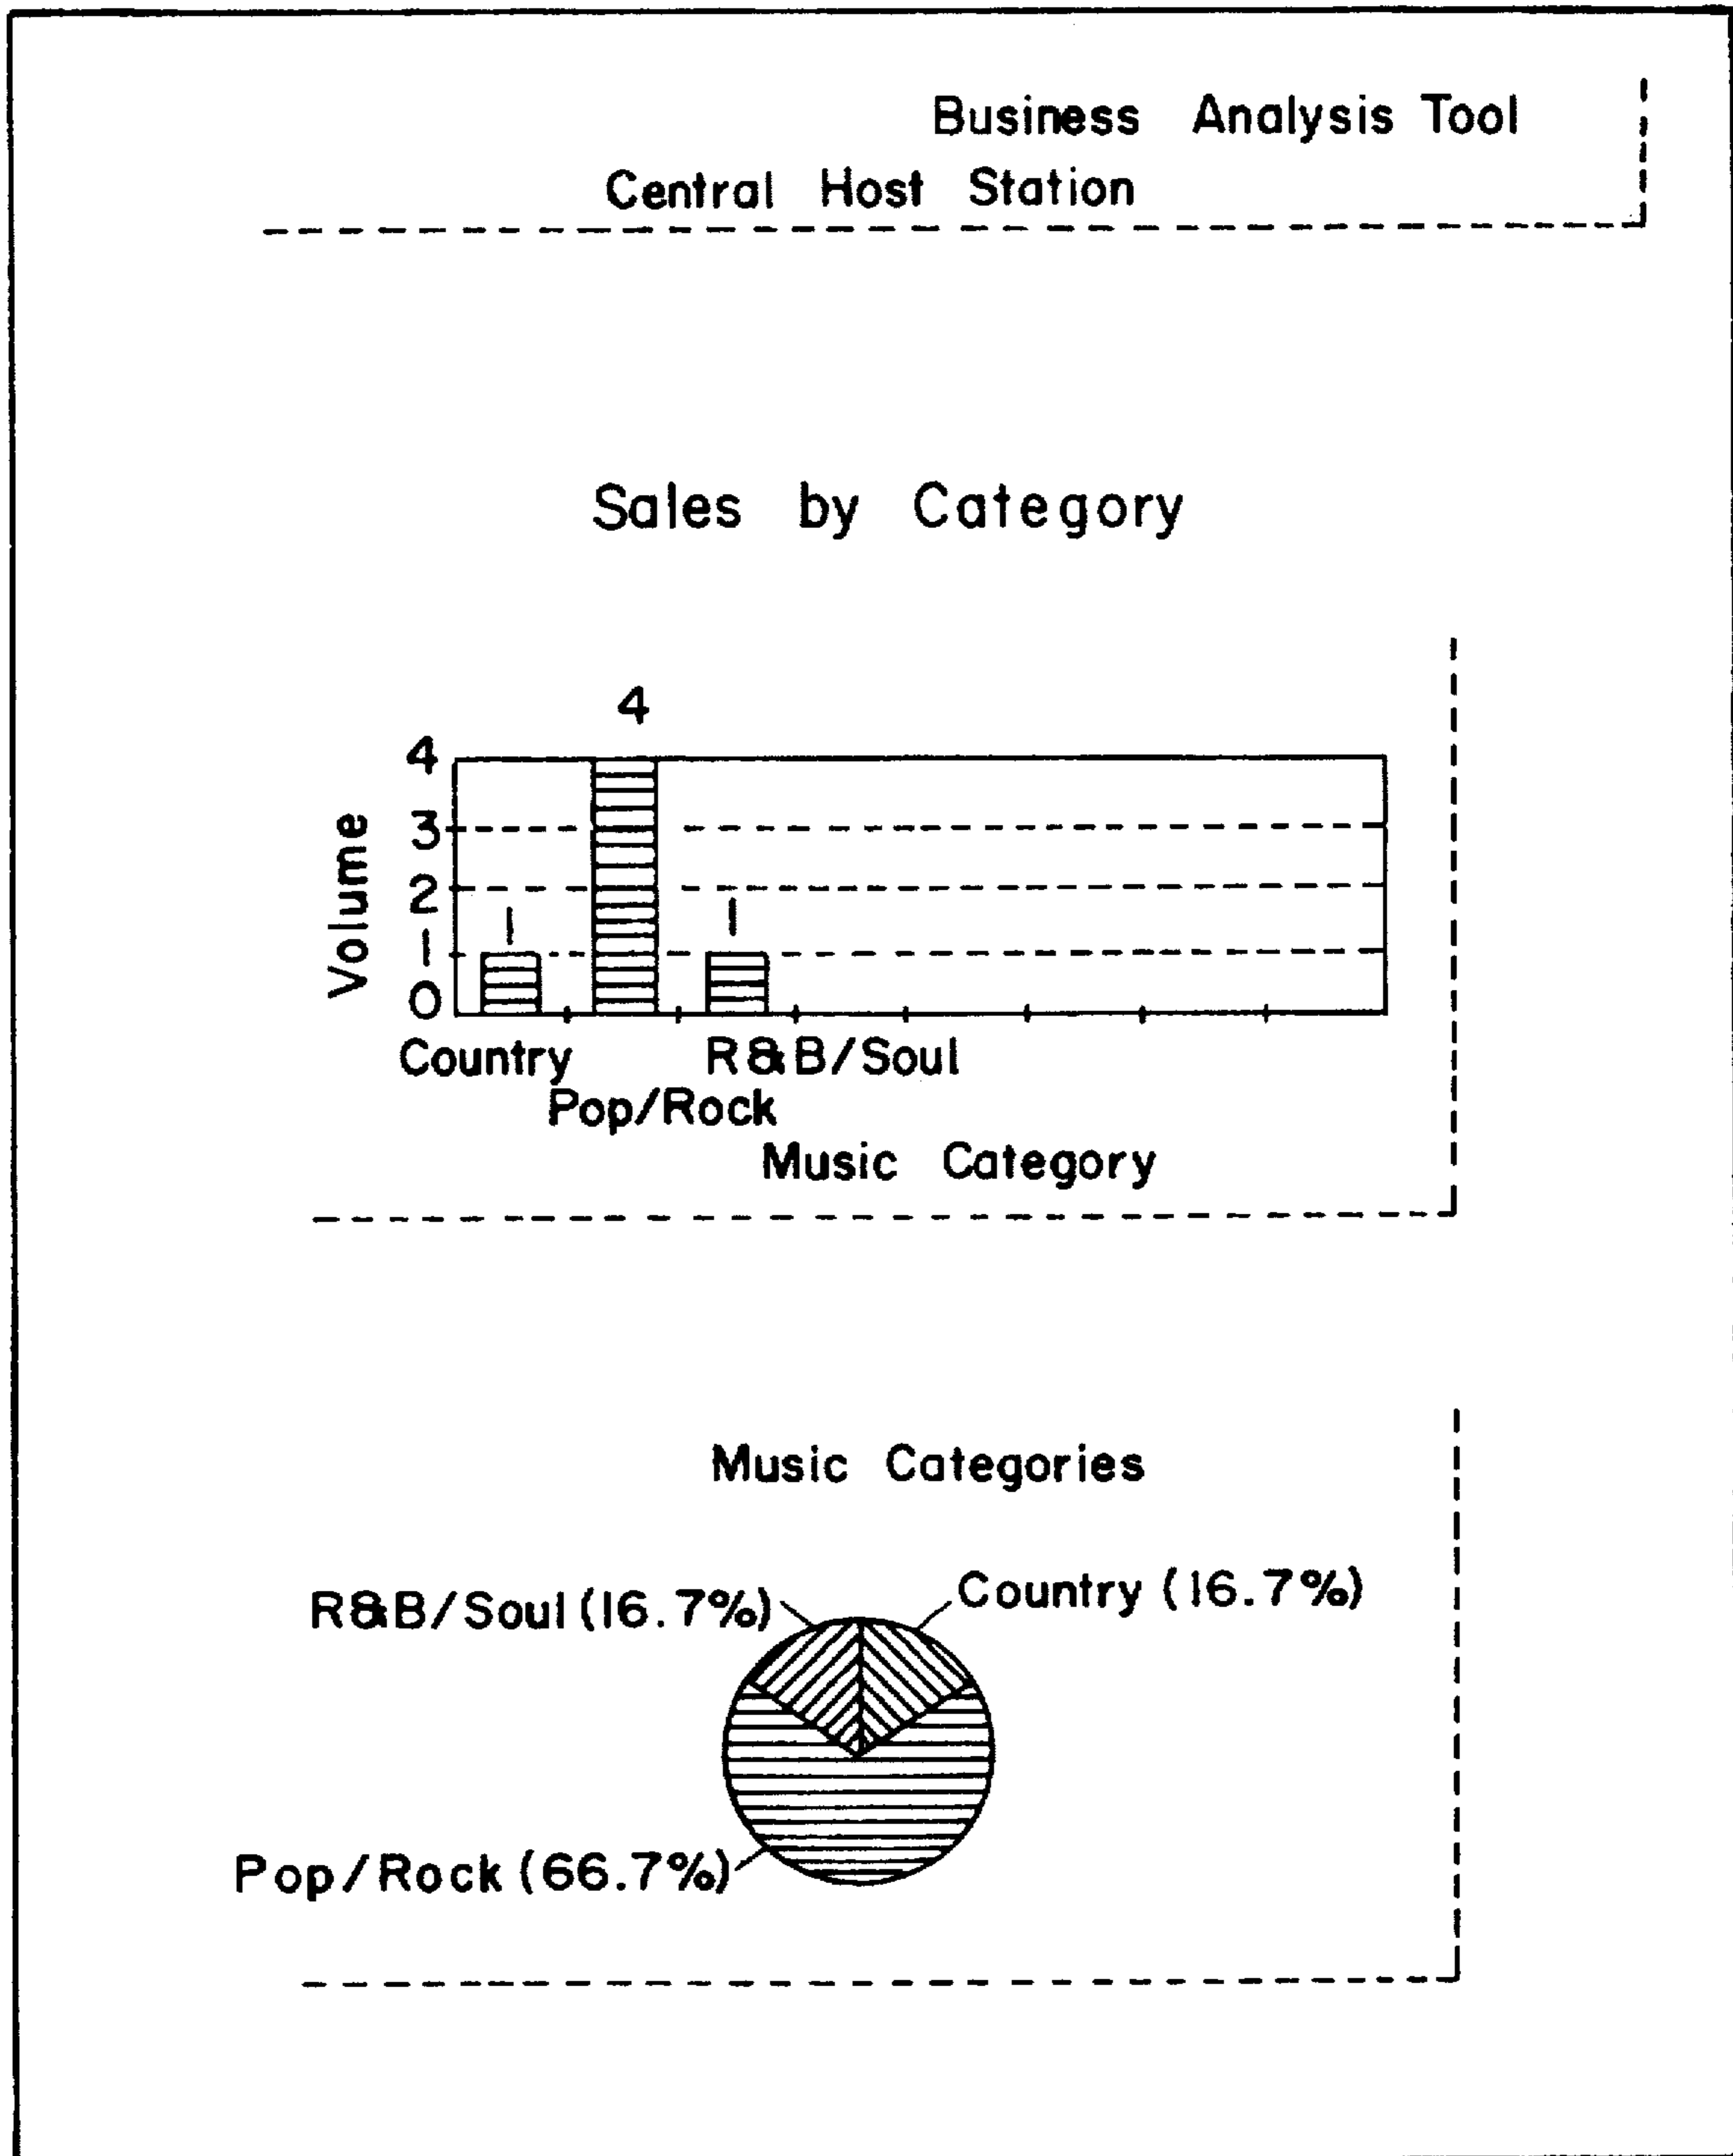 Business Analysis Tool
Central Host Station
Sales by Category
4
4
3
2
1
0
1
1
Volume
Country
R&B/Soul
Pop/Rock
Music Category
Music Categories
R&B/Soul (16.7%)
Country (16.7%)
Pop/Rock (66.7%)